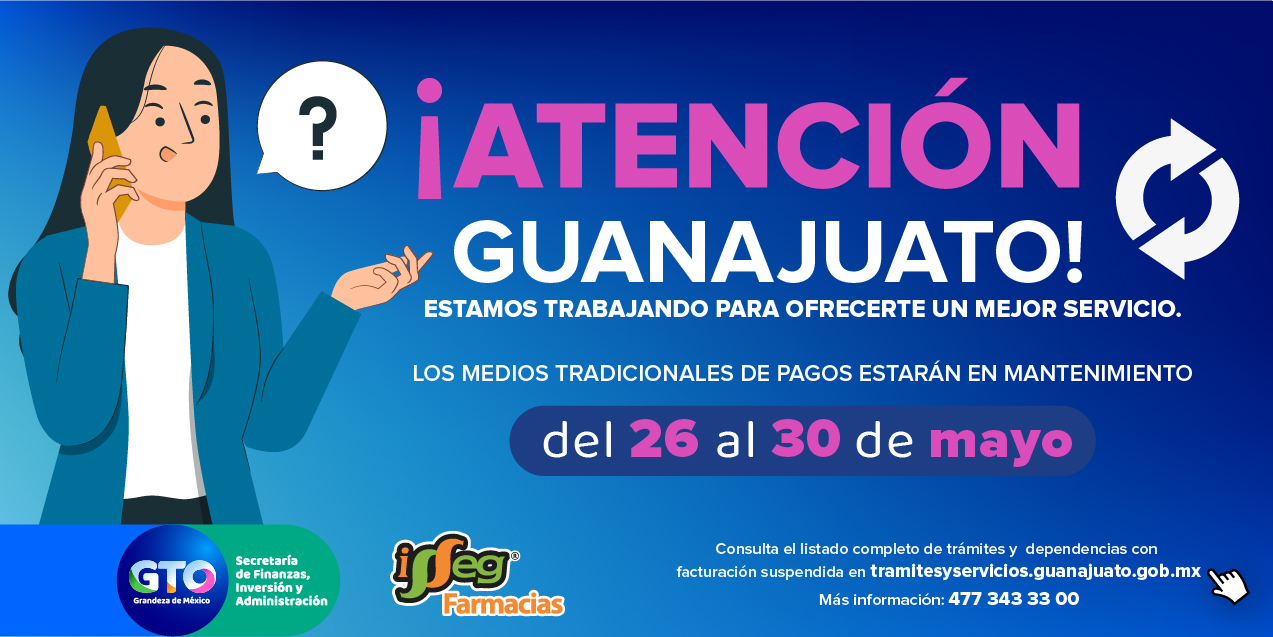 ?
¡ATENCIÓN
GUANAJUATO!
ESTAMOS TRABAJANDO PARA OFRECERTE UN MEJOR SERVICIO.
LOS MEDIOS TRADICIONALES DE PAGOS ESTARÁN EN MANTENIMIENTO
del 26 al 30 de mayo
GTO
Grandeza de México
Secretaría
de Finanzas,
Inversión y
Administración
isseg®
Farmacias
Consulta el listado completo de trámites y dependencias con
facturación suspendida en tramitesyservicios.guanajuato.gob.mx
Más información: 477 343 33 00